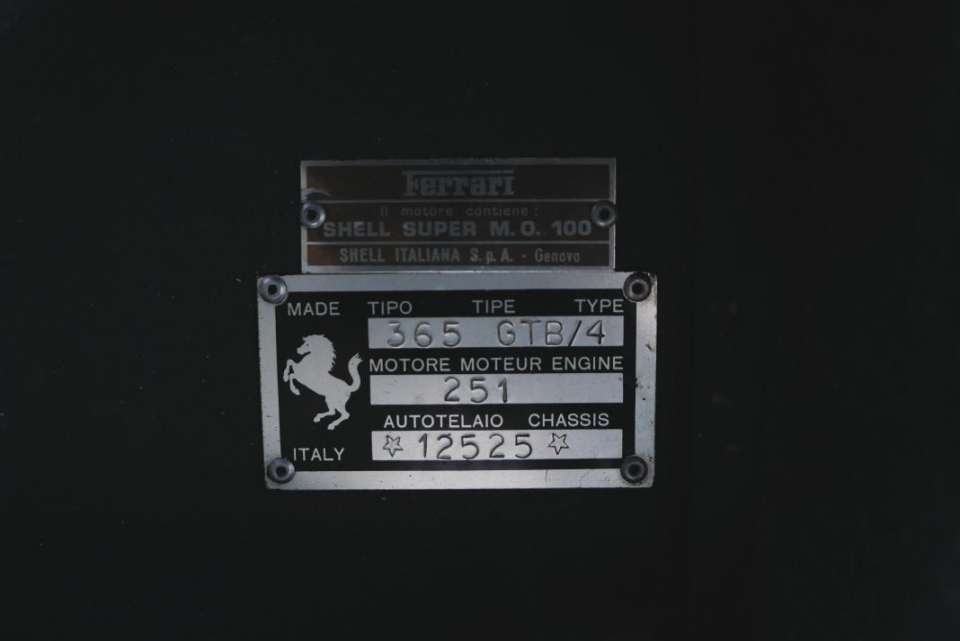 Ferrari
Il motore contiene:
SHELL SUPER M.O. 100
SHELL ITALIANA S.p.A. - Genova
MADE TIPO TIPE TYPE
365 GTB/4
MOTORE MOTEUR ENGINE
251
AUTOTELAIO CHASSIS
☆ 12525 ☆
ITALY